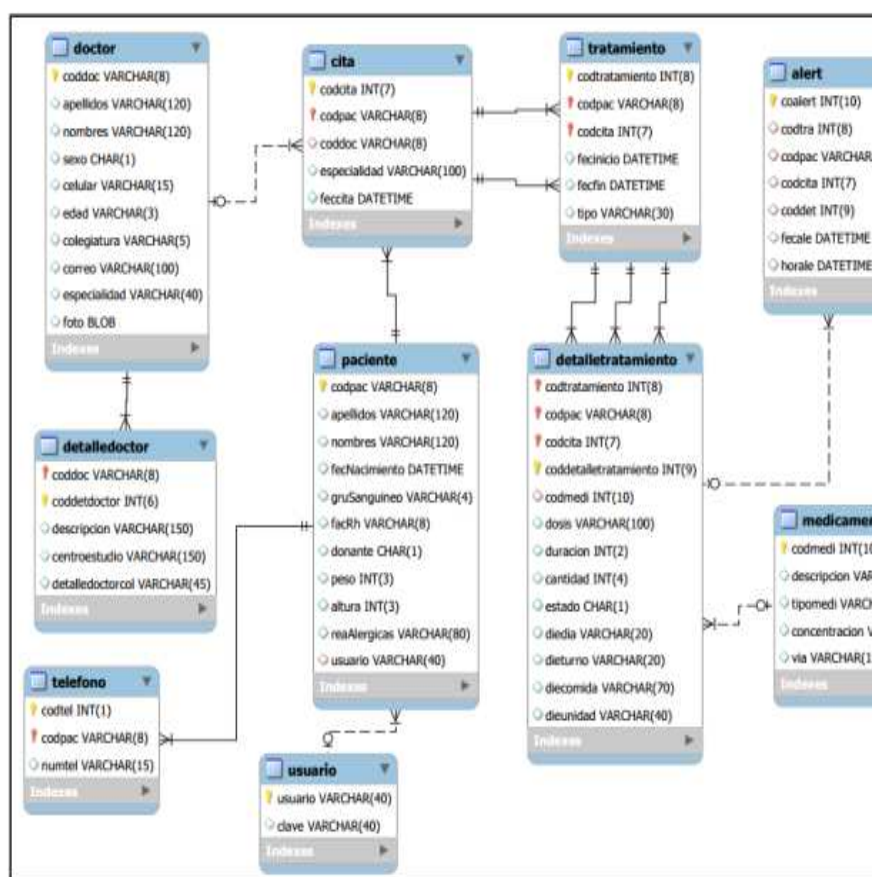 doctor
coddoc VARCHAR(8)
apellidos VARCHAR(120)
nombres VARCHAR(120)
sexo CHAR(1)
celular VARCHAR(15)
edad VARCHAR(3)
colegiatura VARCHAR(5)
correo VARCHAR(100)
especialidad VARCHAR(40)
foto BLOB
Indexes
cita
codcita INT(7)
codpac VARCHAR(8)
coddoc VARCHAR(8)
especialidad VARCHAR(100)
feccita DATETIME
Indexes
tratamiento
codtratamiento INT(8)
codpac VARCHAR(8)
codcita INT(7)
fecinicio DATETIME
fecfin DATETIME
tipo VARCHAR(30)
Indexes
alert
coalert INT(10)
codtra INT(8)
codpac VARCHAR
codcita INT(7)
coddet INT(9)
fecale DATETIME
horale DATETIME
Indexes
detalledoctor
coddoc VARCHAR(8)
coddetdoctor INT(6)
descripcion VARCHAR(150)
centroestudio VARCHAR(150)
detalledoctorcol VARCHAR(45)
Indexes
paciente
codpac VARCHAR(8)
apellidos VARCHAR(120)
nombres VARCHAR(120)
fecNacimiento DATETIME
gruSanguineo VARCHAR(4)
facRh VARCHAR(8)
donante CHAR(1)
peso INT(3)
altura INT(3)
reaAlergicas VARCHAR(80)
usuario VARCHAR(40)
Indexes
detalletratamiento
codtratamiento INT(8)
codpac VARCHAR(8)
codcita INT(7)
coddetalletratamiento INT(9)
codmedi INT(10)
dosis VARCHAR(100)
duracion INT(2)
cantidad INT(4)
estado CHAR(1)
diedia VARCHAR(20)
dieturno VARCHAR(20)
diecomida VARCHAR(70)
dieunidad VARCHAR(40)
Indexes
medicamen
codmedi INT(10
descripcion VAR
tipomedi VARCH
concentracion V
via VARCHAR(1
Indexes
telefono
codtel INT(1)
codpac VARCHAR(8)
numtel VARCHAR(15)
Indexes
usuario
usuario VARCHAR(40)
clave VARCHAR(40)
Indexes